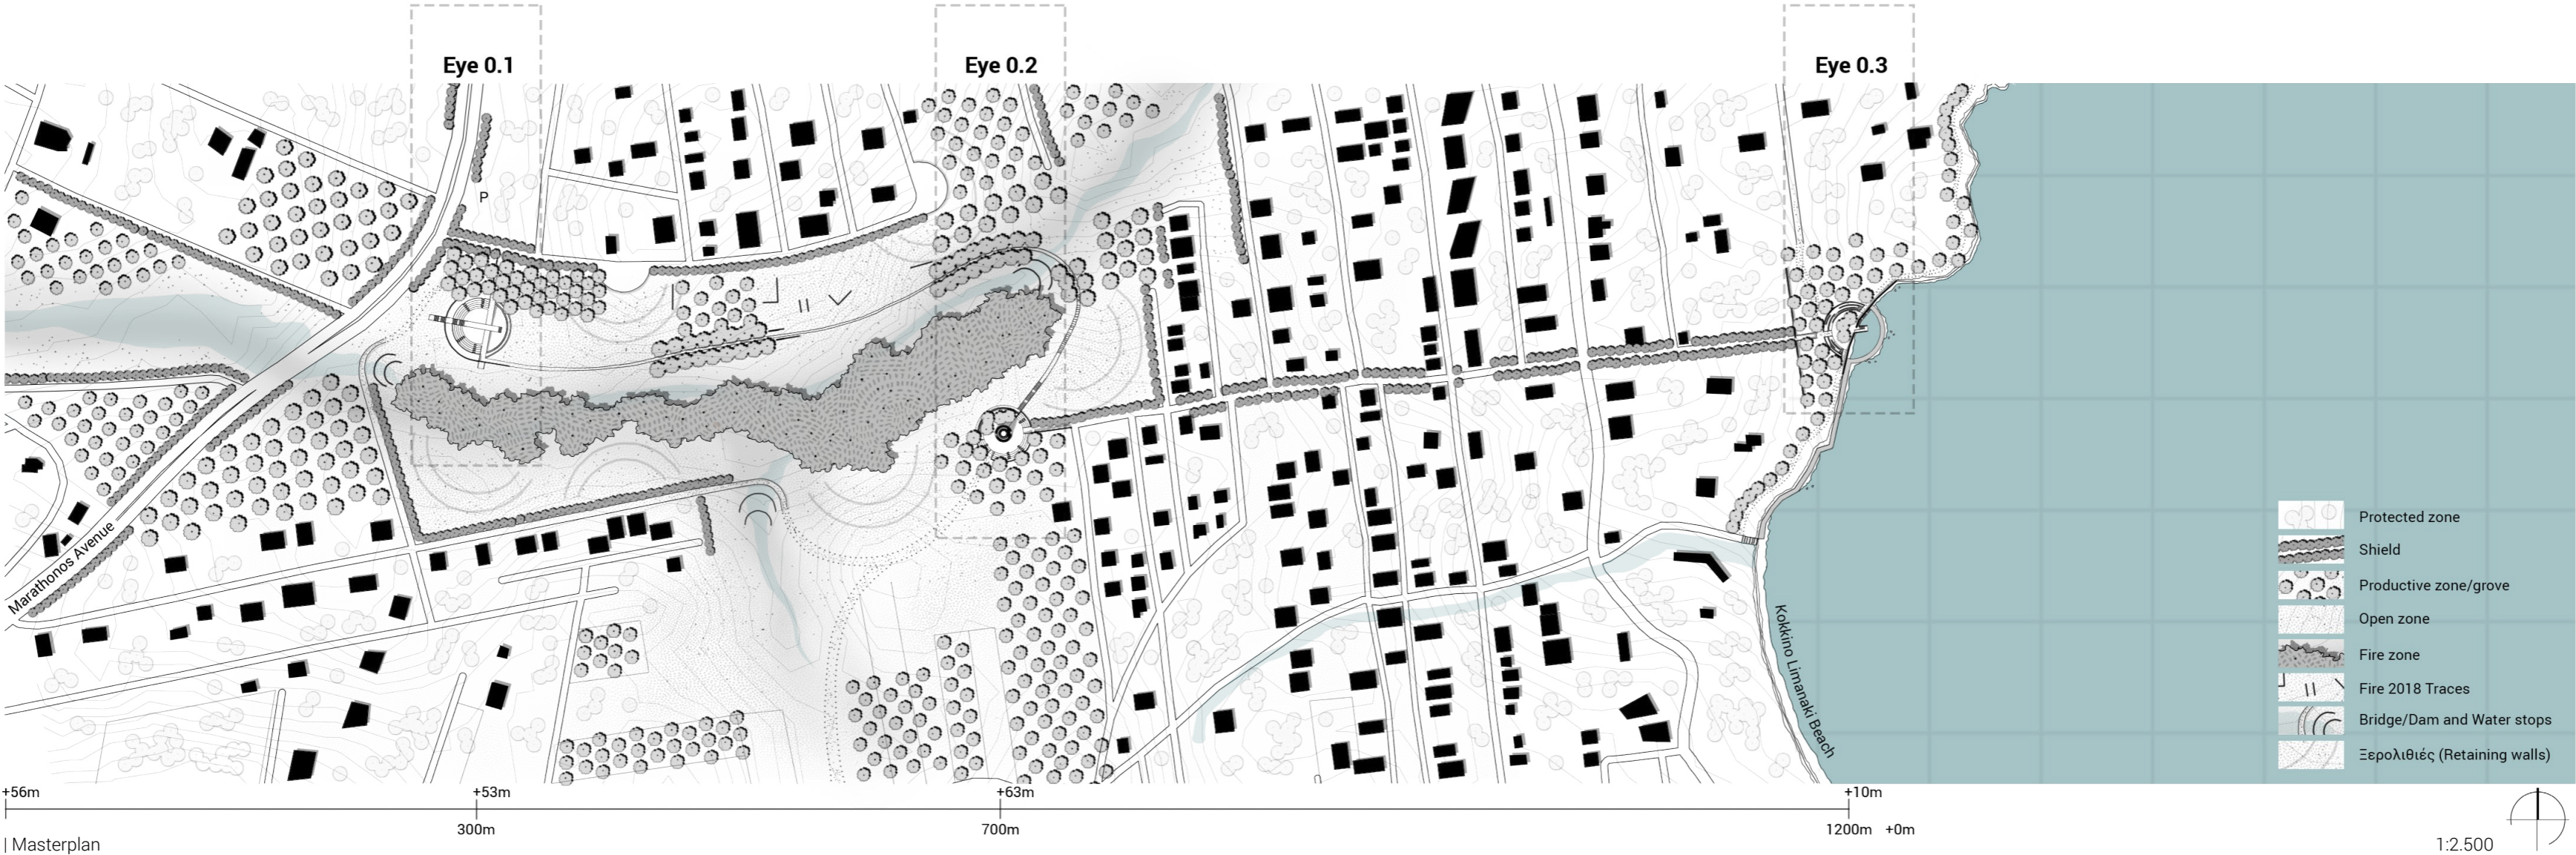 Eye 0.1
Eye 0.2
Eye 0.3
P
Marathonos Avenue
Kokkino Limanaki Beach
Protected zone
Shield
Productive zone/grove
Open zone
Fire zone
Fire 2018 Traces
Bridge/Dam and Water stops
Ξερολιθιές (Retaining walls)
+56m
+53m
+63m
+10m
300m
700m
1200m
+0m
| Masterplan
1:2.500